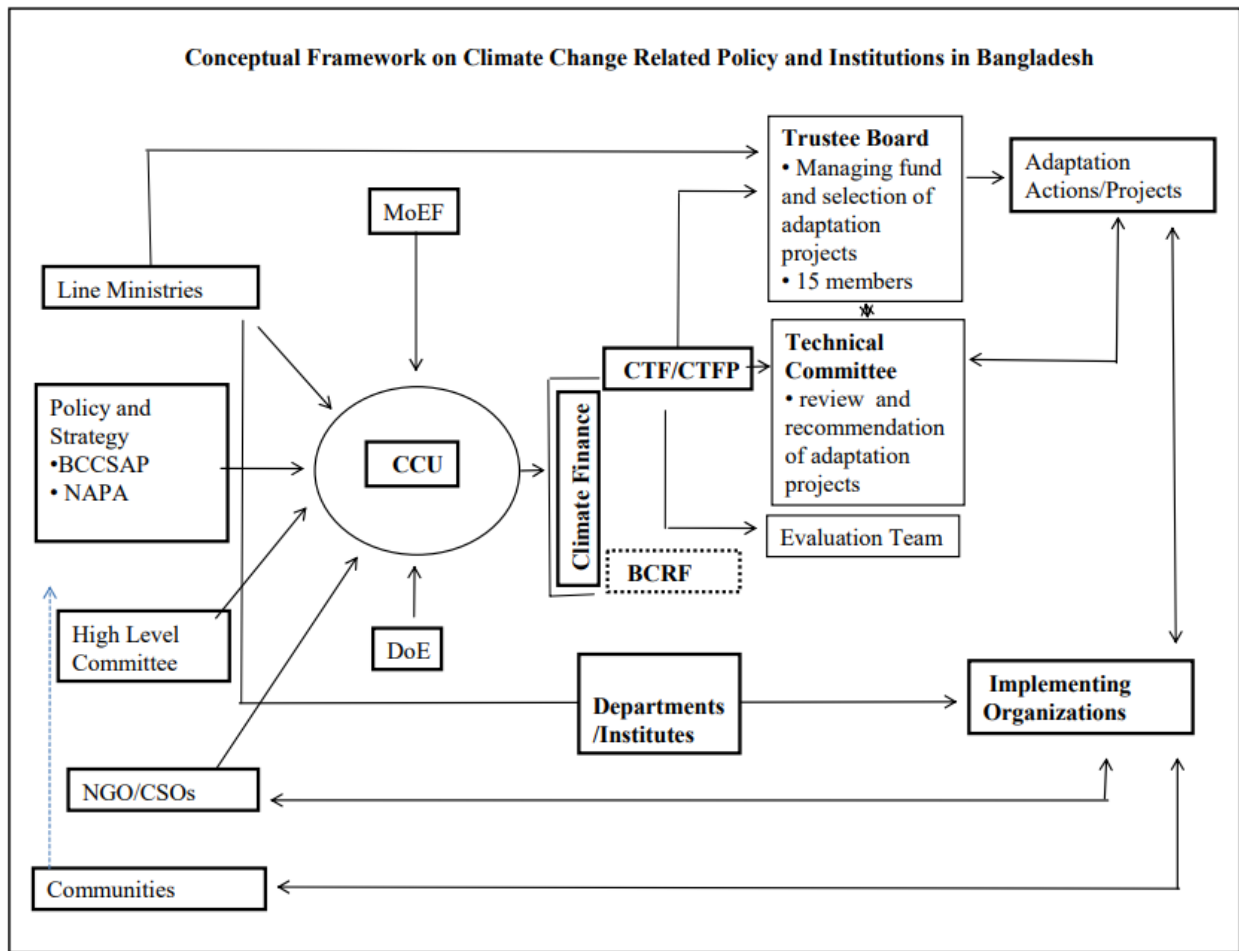 Conceptual Framework on Climate Change Related Policy and Institutions in Bangladesh
Trustee Board
• Managing fund
and selection of
adaptation
projects
• 15 members
Adaptation
Actions/Projects
MoEF
Line Ministries
CTF/CTFP
Technical
Committee
• review and
recommendation
of adaptation
projects
Policy and
Strategy
•BCCSAP
• NAPA
CCU
Climate Finance
Evaluation Team
BCRF
High Level
Committee
DoE
Departments
/Institutes
Implementing
Organizations
NGO/CSOs
Communities